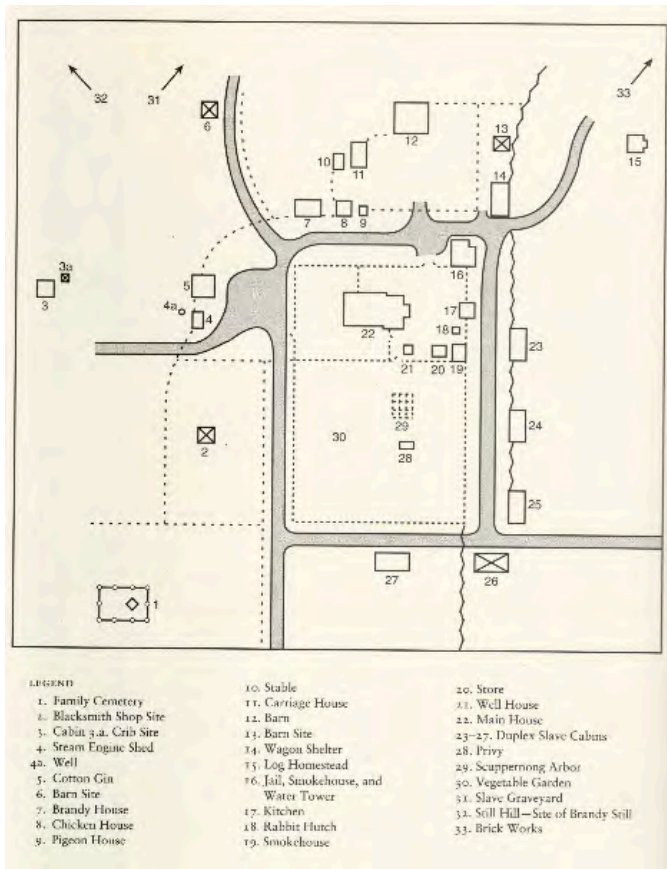 32
31
33
6
12
13
15
10
11
14
7
8
9
16
3a
3
5
4a
4
17
22
18
23
21
20
19
29
2
30
24
28
25
27
26
1
LEGEND
1. Family Cemetery
2. Blacksmith Shop Site
3. Cabin 3.a. Crib Site
4. Steam Engine Shed
4a. Well
5. Cotton Gin
6. Barn Site
7. Brandy House
8. Chicken House
9. Pigeon House
10. Stable
11. Carriage House
12. Barn
13. Barn Site
14. Wagon Shelter
15. Log Homestead
16. Jail, Smokehouse, and
Water Tower
17. Kitchen
18. Rabbit Hutch
19. Smokehouse
20. Store
21. Well House
22. Main House
23–27. Duplex Slave Cabins
28. Privy
29. Scuppernong Arbor
30. Vegetable Garden
31. Slave Graveyard
32. Still Hill—Site of Brandy Still
33. Brick Works